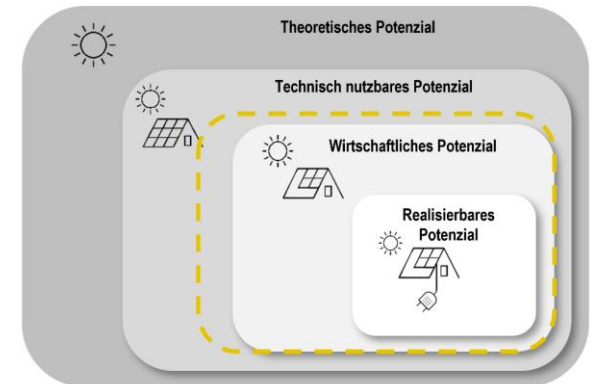 Theoretisches Potenzial
Technisch nutzbares Potenzial
Wirtschaftliches Potenzial
Realisierbares
Potenzial